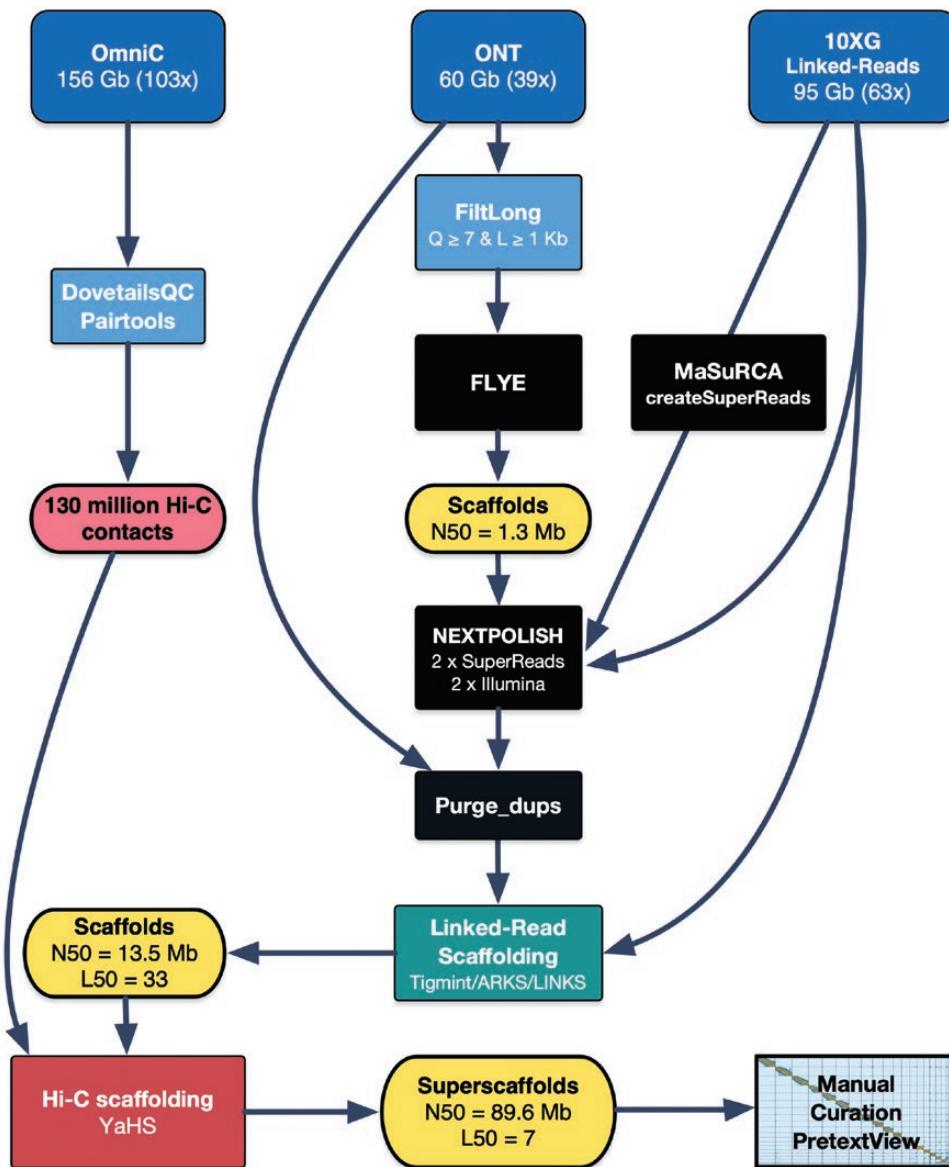 OmniC
156 Gb (103x)
ONT
60 Gb (39x)
10XG
Linked-Reads
95 Gb (63x)
FiltLong
Q ≥ 7 & L ≥ 1 Kb
DovetailsQC
Pairtools
FLYE
MaSuRCA
createSuperReads
130 million Hi-C
contacts
Scaffolds
N50 = 1.3 Mb
NEXTPOLISH
2 x SuperReads
2 x Illumina
Purge_dups
Linked-Read
Scaffolding
Tigmint/ARKS/LINKS
Scaffolds
N50 = 13.5 Mb
L50 = 33
Hi-C scaffolding
YaHS
Superscaffolds
N50 = 89.6 Mb
L50 = 7
Manual
Curation
PretextView